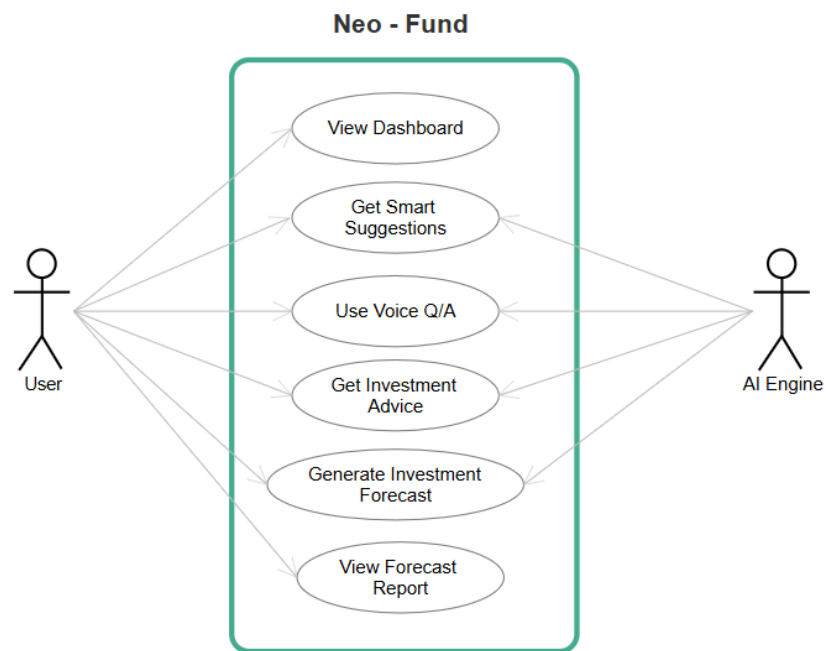 Neo - Fund
View Dashboard
Get Smart
Suggestions
Use Voice Q/A
User
AI Engine
Get Investment
Advice
Generate Investment
Forecast
View Forecast
Report